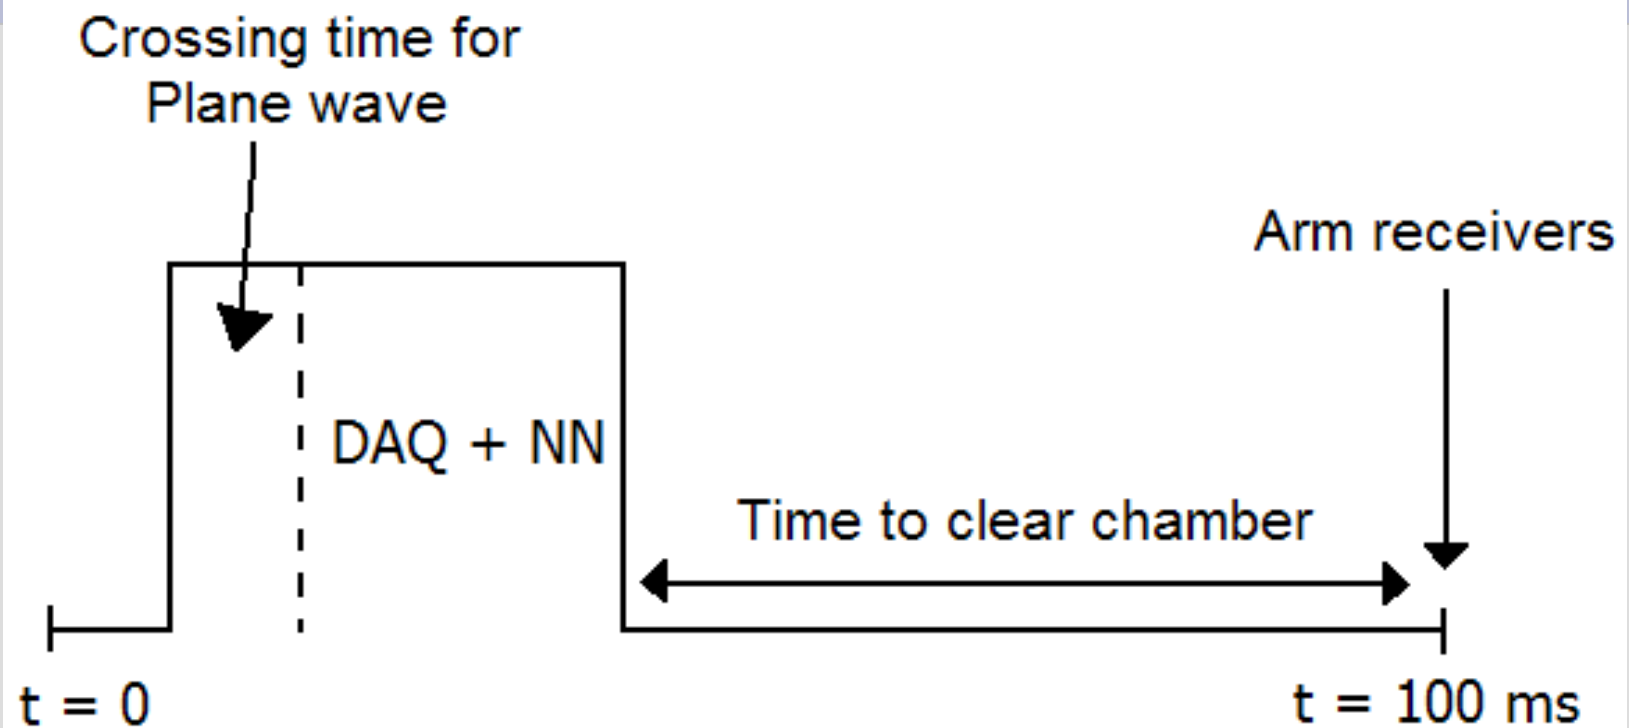 Crossing time for
Plane wave
Arm receivers
DAQ + NN
Time to clear chamber
t = 0
t = 100 ms